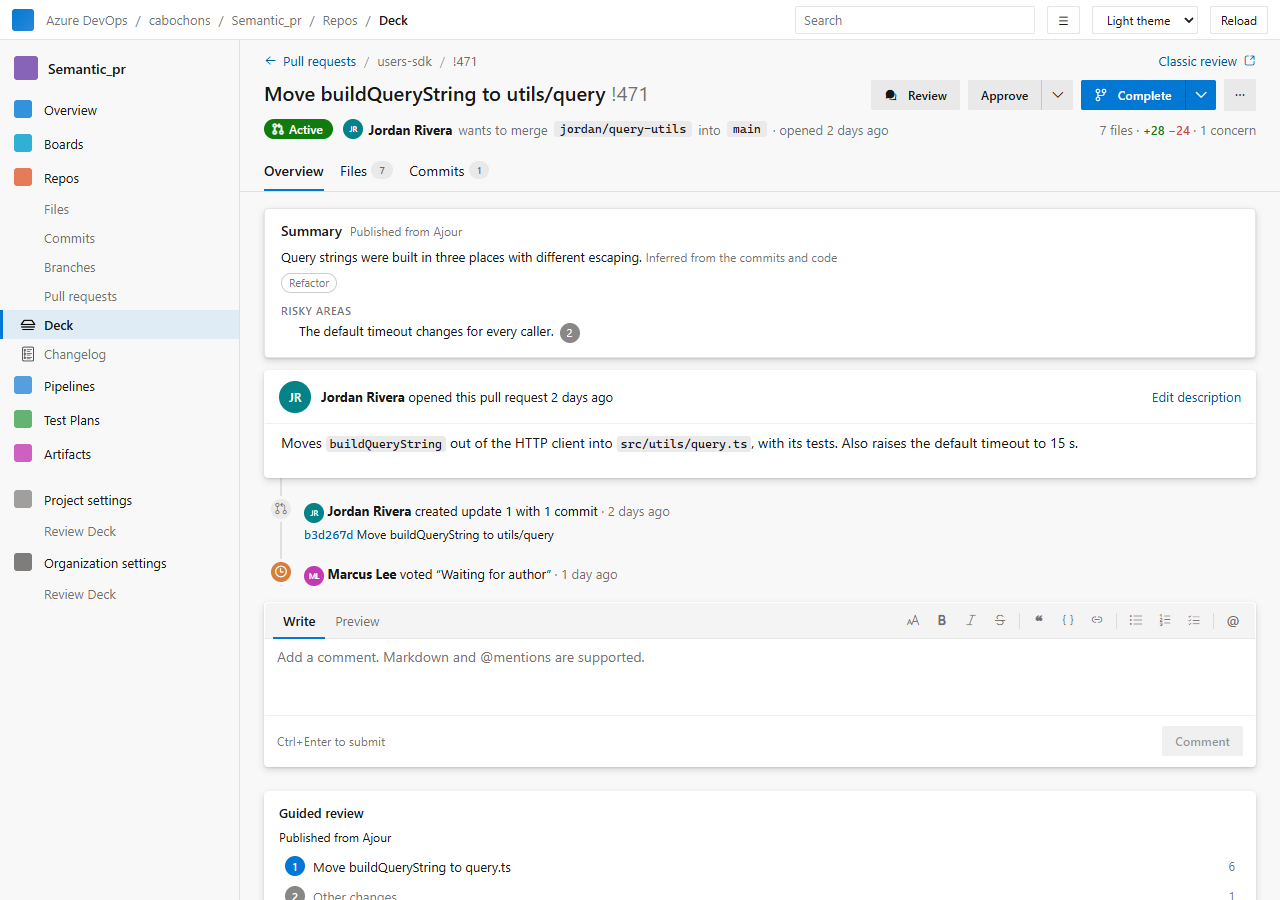 Azure DevOps / cabochons / Semantic_pr / Repos / Deck
Search
Light theme
Reload
Semantic_pr
Overview
Boards
Repos
Files
Commits
Branches
Pull requests
Deck
Changelog
Pipelines
Test Plans
Artifacts
Project settings
Review Deck
Organization settings
Review Deck
← Pull requests / users-sdk / !471
Classic review
Move buildQueryString to utils/query !471
Review
Approve
Complete
Active
JR Jordan Rivera wants to merge jordan/query-utils into main · opened 2 days ago
7 files · +28 −24 · 1 concern
Overview
Files 7
Commits 1
Summary Published from Ajour
Query strings were built in three places with different escaping. Inferred from the commits and code
Refactor
RISKY AREAS
The default timeout changes for every caller. 2
JR Jordan Rivera opened this pull request 2 days ago
Edit description
Moves buildQueryString out of the HTTP client into src/utils/query.ts, with its tests. Also raises the default timeout to 15 s.
JR Jordan Rivera created update 1 with 1 commit · 2 days ago
b3d267d Move buildQueryString to utils/query
ML Marcus Lee voted “Waiting for author” · 1 day ago
Write
Preview
AA B I S ❝ { } @
Add a comment. Markdown and @mentions are supported.
Ctrl+Enter to submit
Comment
Guided review
Published from Ajour
1 Move buildQueryString to query.ts 6
2 Other changes 1